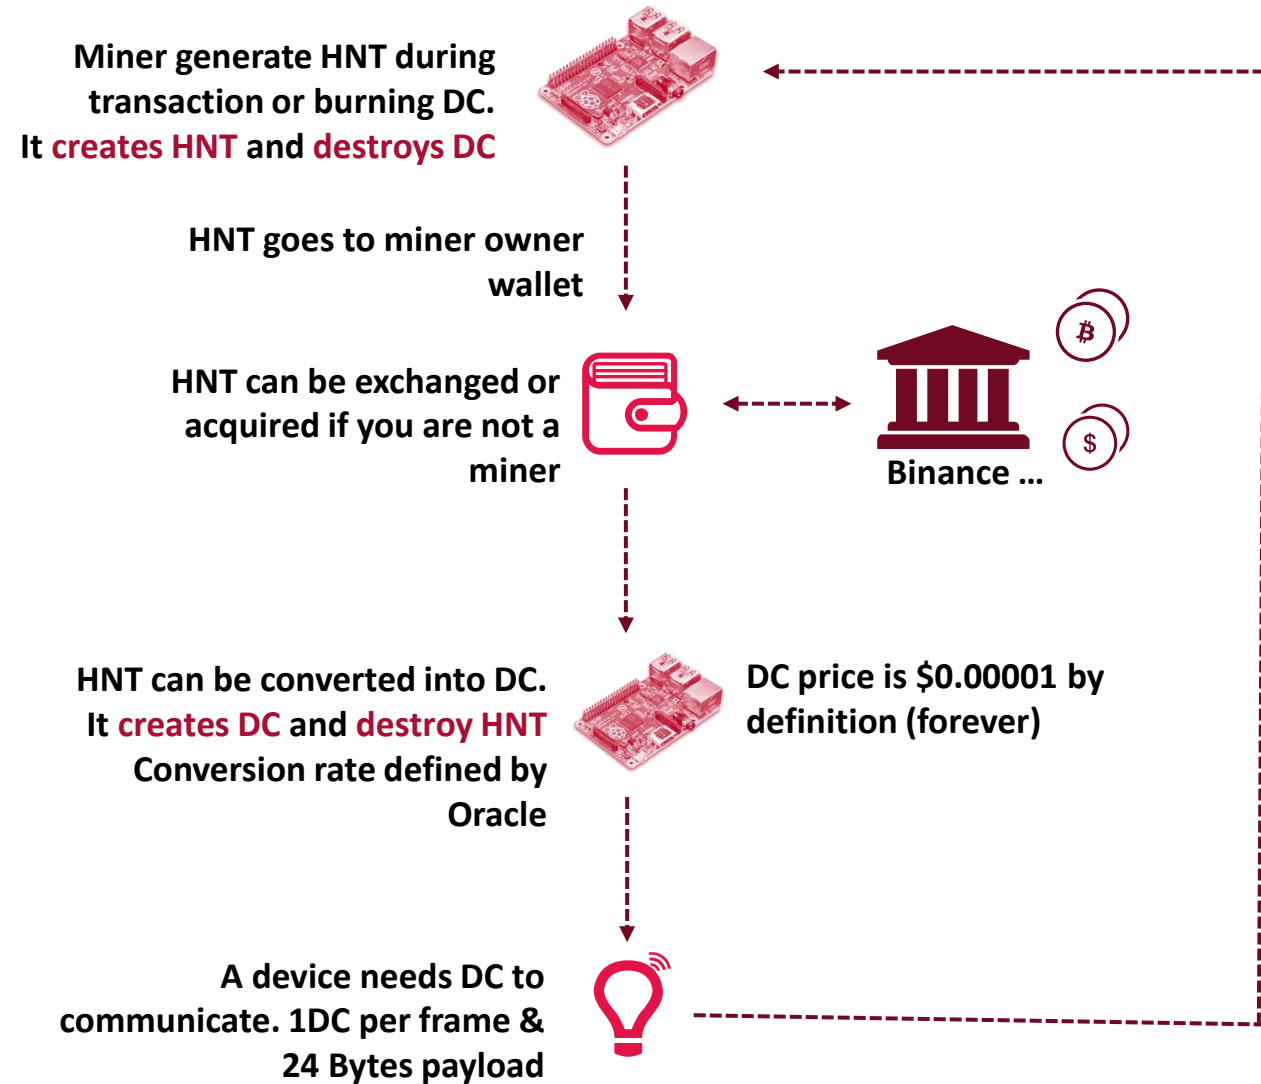 Miner generate HNT during
transaction or burning DC.
It creates HNT and destroys DC
HNT goes to miner owner
wallet
HNT can be exchanged or
acquired if you are not a
miner
₿
$
Binance ...
HNT can be converted into DC.
It creates DC and destroy HNT
Conversion rate defined by
Oracle
DC price is $0.00001 by
definition (forever)
A device needs DC to
communicate. 1DC per frame &
24 Bytes payload